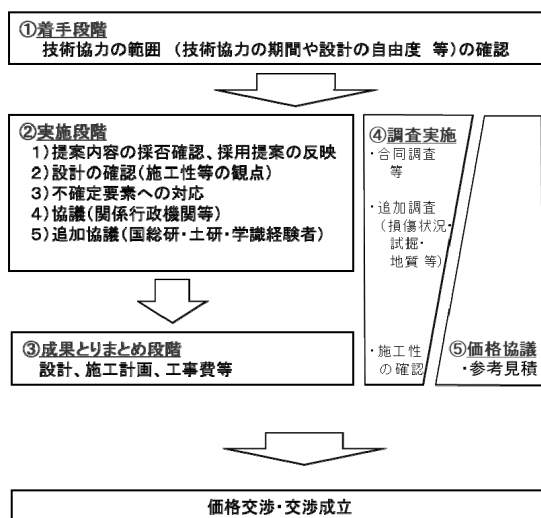 ①着手段階
技術協力の範囲 (技術協力の期間や設計の自由度 等)の確認
②実施段階
1)提案内容の採否確認、採用提案の反映
2)設計の確認(施工性等の観点)
3)不確定要素への対応
4)協議(関係行政機関等)
5)追加協議(国総研・土研・学識経験者)
④調査実施
・合同調査
等
・追加調査
(損傷状況・
試掘・
地質 等)
・施工性
の確認
③成果とりまとめ段階
設計、施工計画、工事費等
⑤価格協議
・参考見積
価格交渉・交渉成立